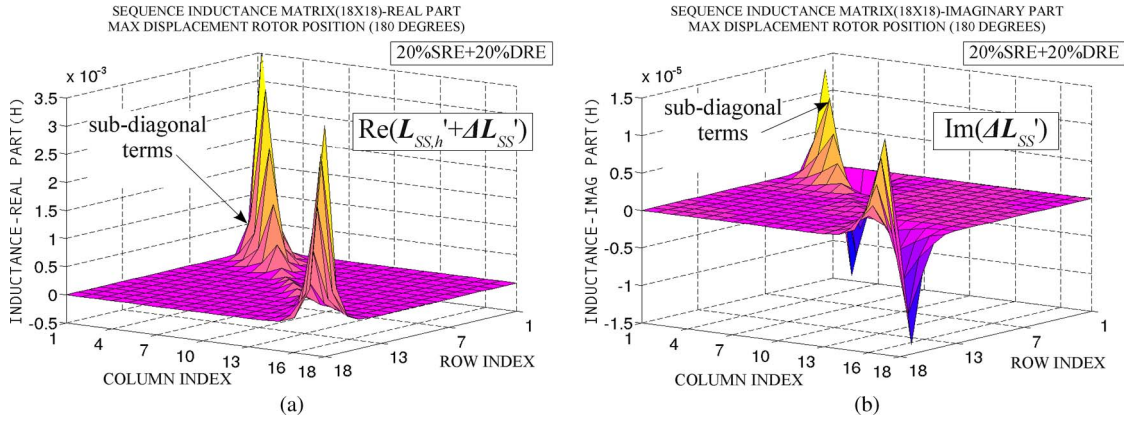 SEQUENCE INDUCTANCE MATRIX(18X18)-REAL PART
MAX DISPLACEMENT ROTOR POSITION (180 DEGREES)
20%SRE+20%DRE
x 10⁻³
3.5
3
2.5
2
1.5
1
0.5
0
-0.5
INDUCTANCE-REAL PART(H)
sub-diagonal
terms
Re(L_SS,h'+ΔL_SS')
1
4
7
10
13
16
18
18
13
7
1
COLUMN INDEX
ROW INDEX
(a)
SEQUENCE INDUCTANCE MATRIX(18X18)-IMAGINARY PART
MAX DISPLACEMENT ROTOR POSITION (180 DEGREES)
20%SRE+20%DRE
x 10⁻⁵
1.5
1
0.5
0
-0.5
-1
-1.5
INDUCTANCE-IMAG PART(H)
sub-diagonal
terms
Im(ΔL_SS')
1
4
7
10
13
16
18
18
13
7
1
COLUMN INDEX
ROW INDEX
(b)